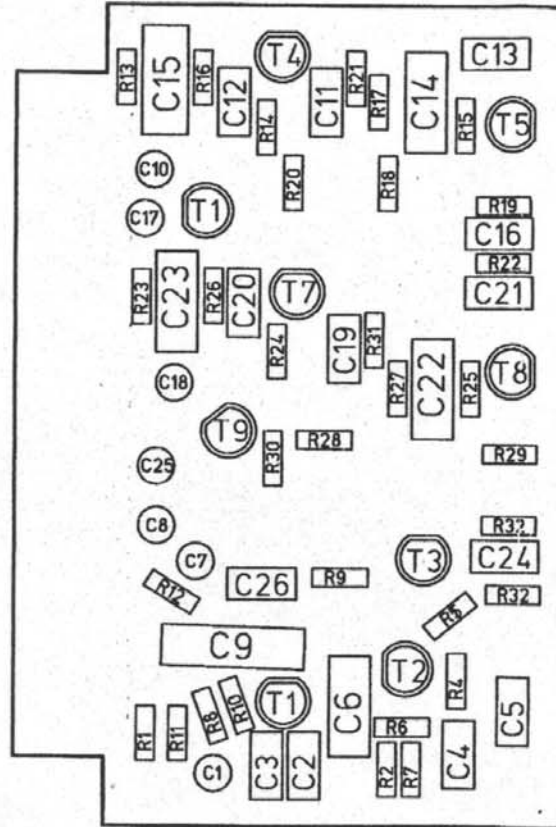 R13
C15
R16
C12
T4
C11
R21
R17
C14
C13
R14
R15
T5
C10
R20
R18
C17
T1
R19
C16
R22
R23
C23
R26
C20
T7
C21
R24
C19
R31
C18
R27
C22
R25
T8
T9
R30
R28
R29
C25
C8
R32
C7
T3
C24
R12
C26
R9
R32
R5
C9
T2
R4
C6
C5
R1
R11
R8
R10
T1
R6
C1
C3
C2
R2
R7
C4